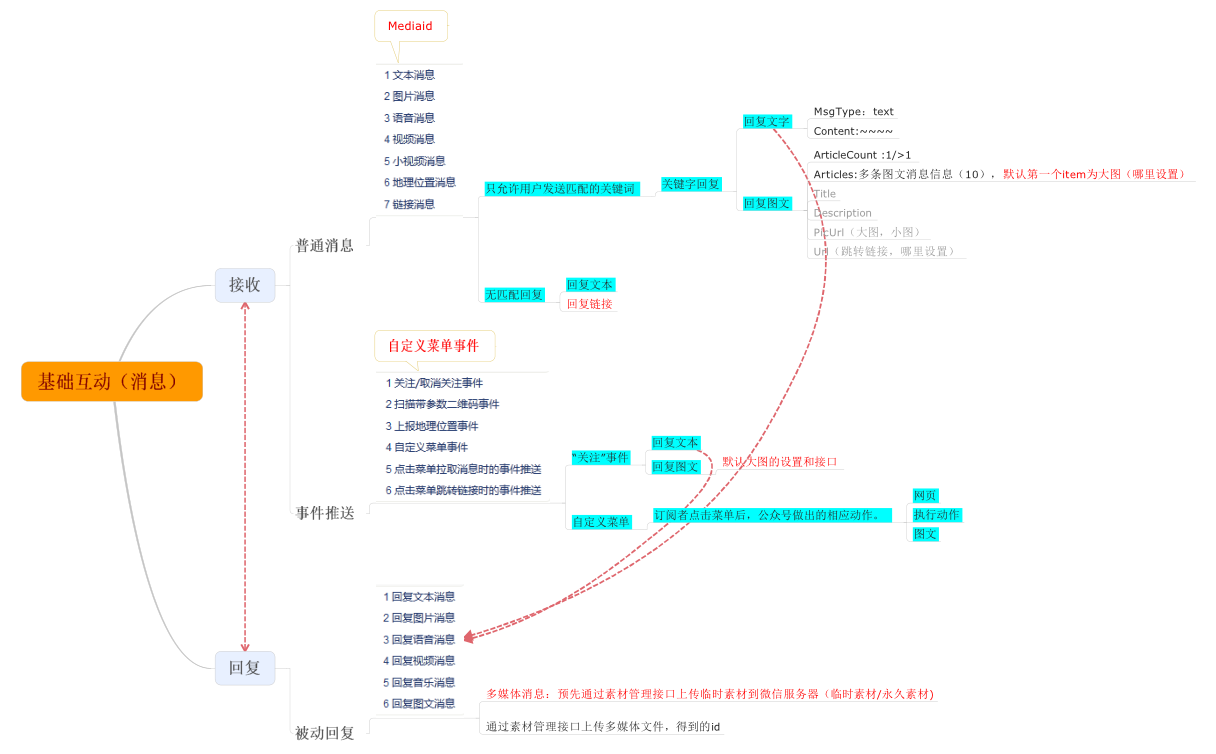 基础互动（消息）
接收
普通消息
Mediaid
1 文本消息
2 图片消息
3 语音消息
4 视频消息
5 小视频消息
6 地理位置消息
7 链接消息
只允许用户发送匹配的关键词
关键字回复
回复文字
MsgType：text
Content:~~~~
回复图文
ArticleCount :1/>1
Articles:多条图文消息信息（10），默认第一个item为大图（哪里设置）
Title
Description
PicUrl（大图，小图）
Url（跳转链接，哪里设置）
无匹配回复
回复文本
回复链接
事件推送
自定义菜单事件
1 关注/取消关注事件
2 扫描带参数二维码事件
3 上报地理位置事件
4 自定义菜单事件
5 点击菜单拉取消息时的事件推送
6 点击菜单跳转链接时的事件推送
“关注”事件
回复文本
回复图文
默认大图的设置和接口
自定义菜单
订阅者点击菜单后，公众号做出的相应动作。
网页
执行动作
图文
回复
被动回复
1 回复文本消息
2 回复图片消息
3 回复语音消息
4 回复视频消息
5 回复音乐消息
6 回复图文消息
多媒体消息：预先通过素材管理接口上传临时素材到微信服务器（临时素材/永久素材)
通过素材管理接口上传多媒体文件，得到的id